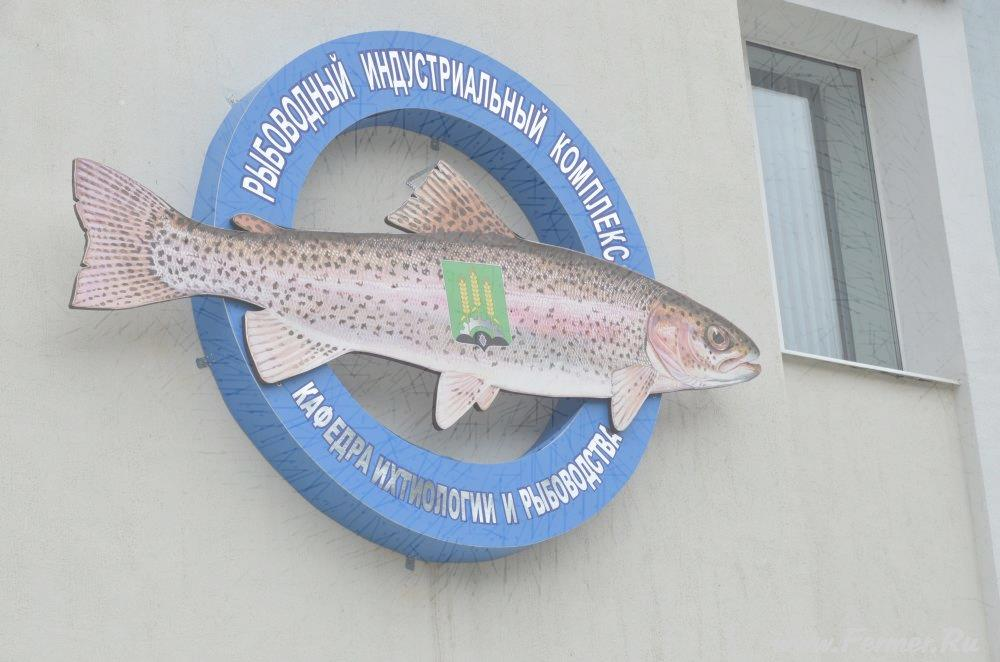 РЫБОВОДНЫЙ ИНДУСТРИАЛЬНЫЙ КОМПЛЕКС
КАФЕДРА ИХТИОЛОГИИ И РЫБОВОДСТВА
www.Fermer.Ru